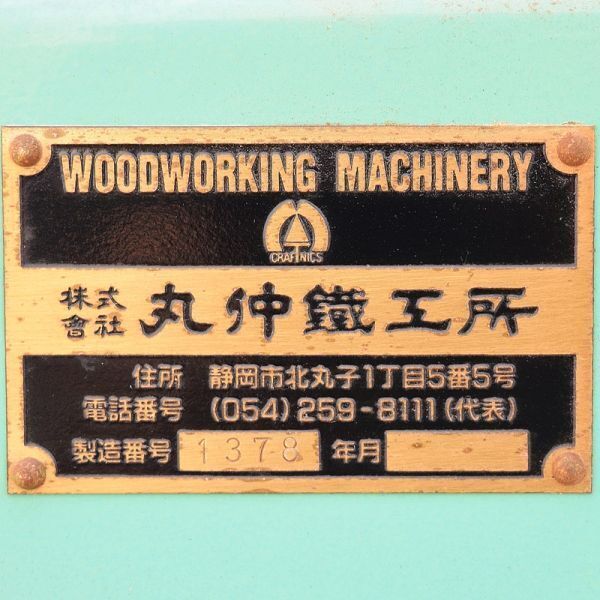 WOODWORKING MACHINERY
CRAFTNICS
株式會社 丸仲鐵工所
住所 静岡市北丸子1丁目5番5号
電話番号 (054) 259-8111 (代表)
製造番号 1378 年月